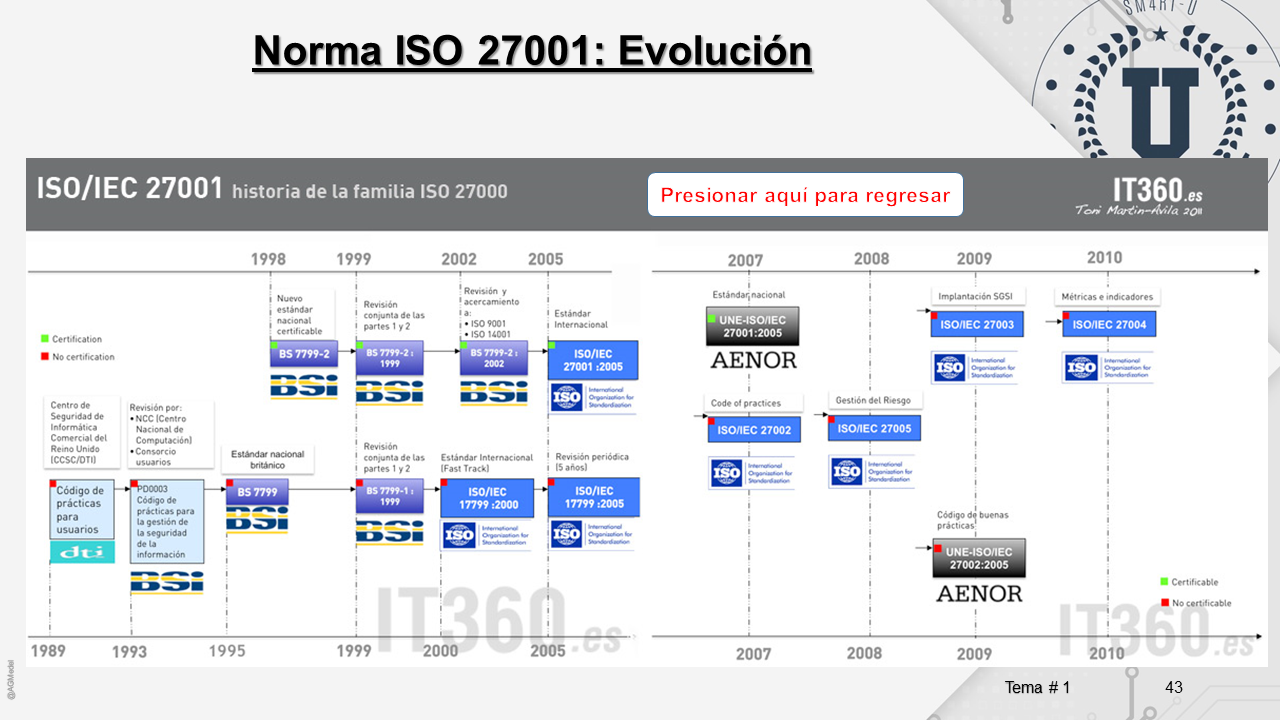 Norma ISO 27001: Evolución
SM4RT-U
U
ISO/IEC 27001 historia de la familia ISO 27000
Presionar aquí para regresar
IT360.es
Toni Martin-Avila 2011
1998
1999
2002
2005
Certification
No certification
Nuevo
estándar
nacional
certificable
BS 7799-2
BSi
Revisión
conjunta de las
partes 1 y 2
BS 7799-2 :
1999
BSi
Revisión y
acercamiento
a:
• ISO 9001
• ISO 14001
BS 7799-2 :
2002
BSi
Estándar
Internacional
ISO/IEC
27001 :2005
ISO
International
Organization for
Standardization
Centro de
Seguridad de
Informática
Comercial del
Reino Unido
(CCSC/DTI)
Código de
prácticas
para
usuarios
dti
Revisión por:
• NCC (Centro
Nacional de
Computación)
• Consorcio
usuarios
PD0003
Código de
prácticas para
la gestión de
la seguridad
de la
información
BSi
Estándar nacional
británico
BS 7799
BSi
Revisión
conjunta de las
partes 1 y 2
BS 7799-1 :
1999
BSi
Estándar Internacional
(Fast Track)
ISO/IEC
17799 :2000
ISO
International
Organization for
Standardization
Revisión periódica
(5 años)
ISO/IEC
17799 :2005
ISO
International
Organization for
Standardization
IT360.es
1989
1993
1995
1999
2000
2005
2007
2008
2009
2010
Estándar nacional
UNE-ISO/IEC
27001:2005
AENOR
Code of practices
ISO/IEC 27002
ISO
International
Organization for
Standardization
Gestión del Riesgo
ISO/IEC 27005
ISO
International
Organization for
Standardization
Implantación SGSI
ISO/IEC 27003
ISO
International
Organization for
Standardization
Métricas e indicadores
ISO/IEC 27004
ISO
International
Organization for
Standardization
Código de buenas
prácticas
UNE-ISO/IEC
27002:2005
AENOR
Certificable
No certificable
IT360.es
2007
2008
2009
2010
@AGMedel
Tema # 1
43